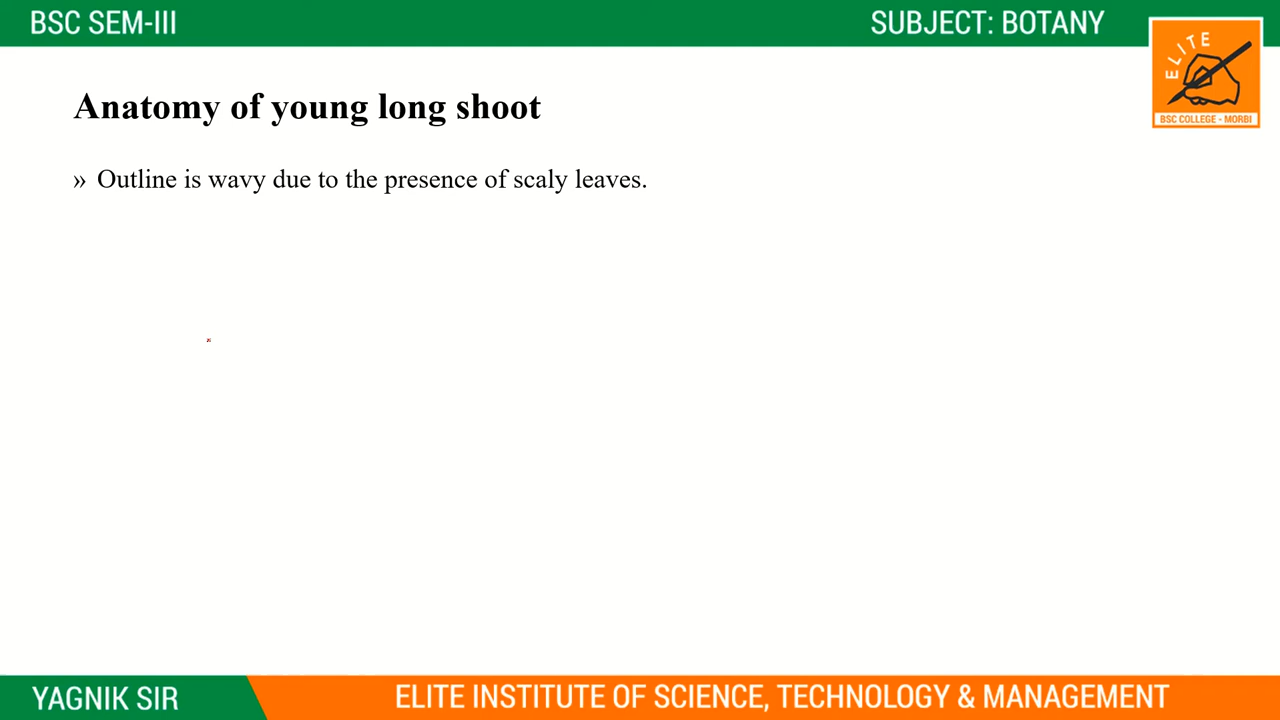 BSC SEM-III
SUBJECT: BOTANY
ELITE
BSC COLLEGE - MORBI
Anatomy of young long shoot
» Outline is wavy due to the presence of scaly leaves.
YAGNIK SIR
ELITE INSTITUTE OF SCIENCE, TECHNOLOGY & MANAGEMENT